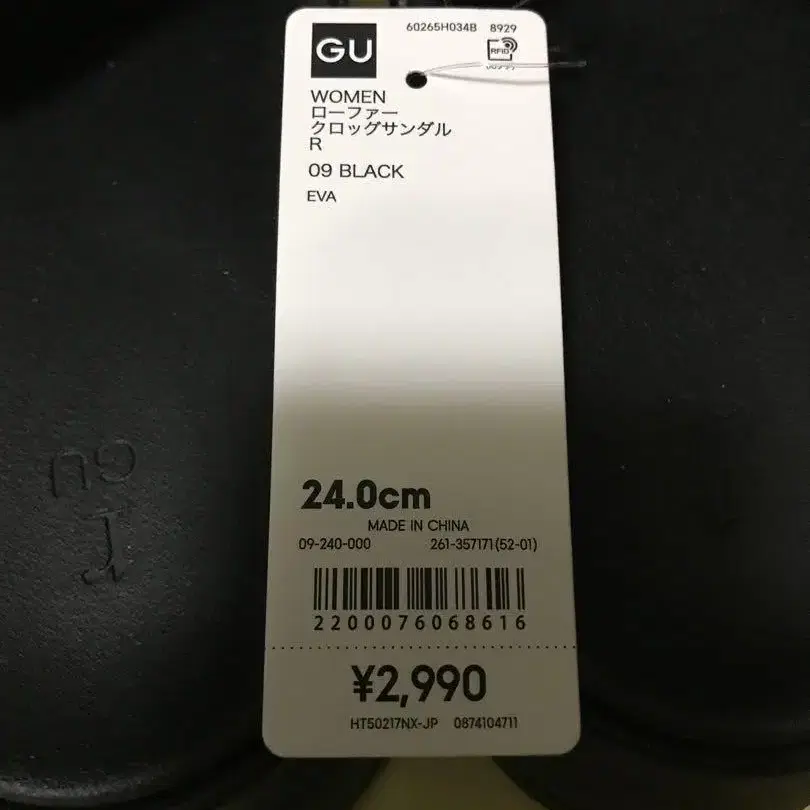 60265H034B 8929
GU
RFID
WOMEN
ローファー
クロッグサンダル
R
09 BLACK
EVA
GU
24.0cm
MADE IN CHINA
09-240-000 261-357171(52-01)
2200076068616
¥2,990
HT50217NX-JP 0874104711